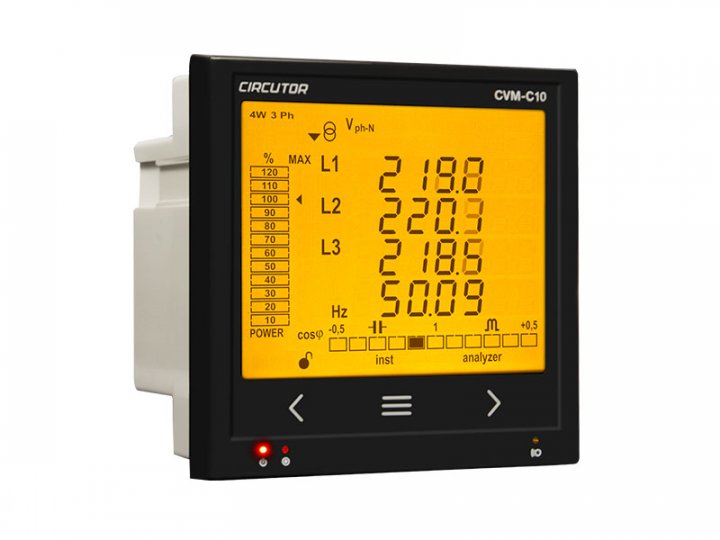 CIRCUTOR CVM-C10
4W 3 Ph
V ph-N
% MAX L1 219.8
120
110
100
L2 220.1
90
80
70
L3 218.6
60
50
40
30
Hz 50.09
20
10
POWER
cosφ -0,5 1 +0,5
inst analyzer